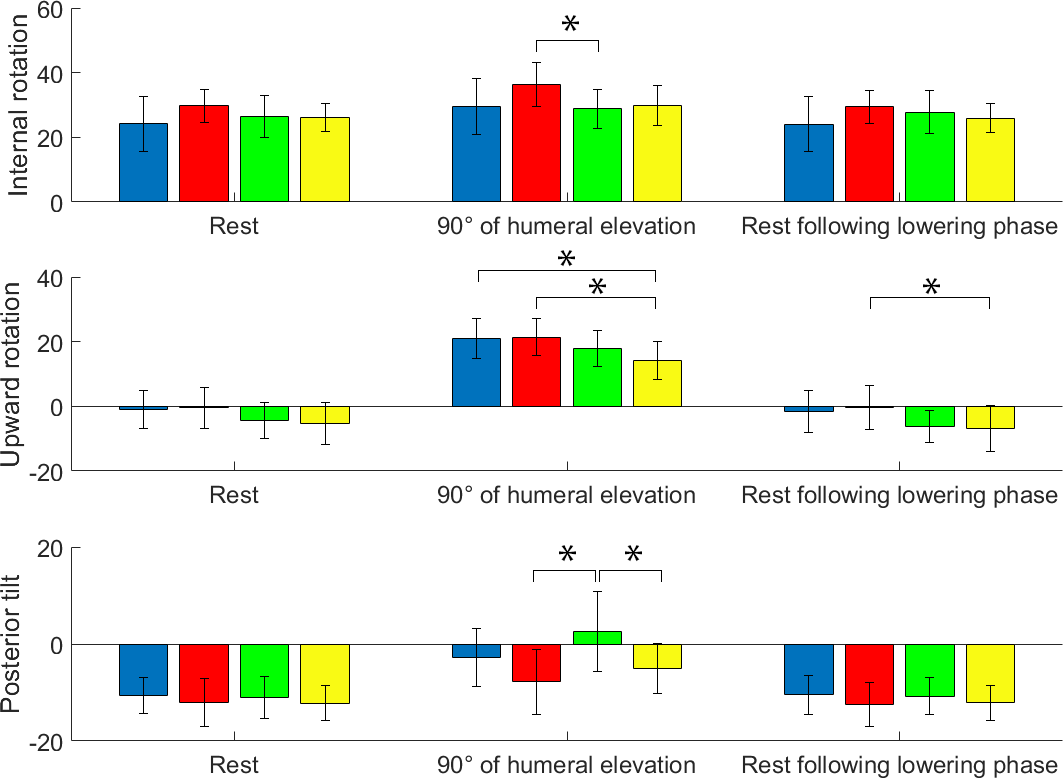 Internal rotation
60
40
20
0
*
Rest
90° of humeral elevation
Rest following lowering phase
Upward rotation
40
20
0
-20
*
*
*
Rest
90° of humeral elevation
Rest following lowering phase
Posterior tilt
20
0
-20
*
*
Rest
90° of humeral elevation
Rest following lowering phase